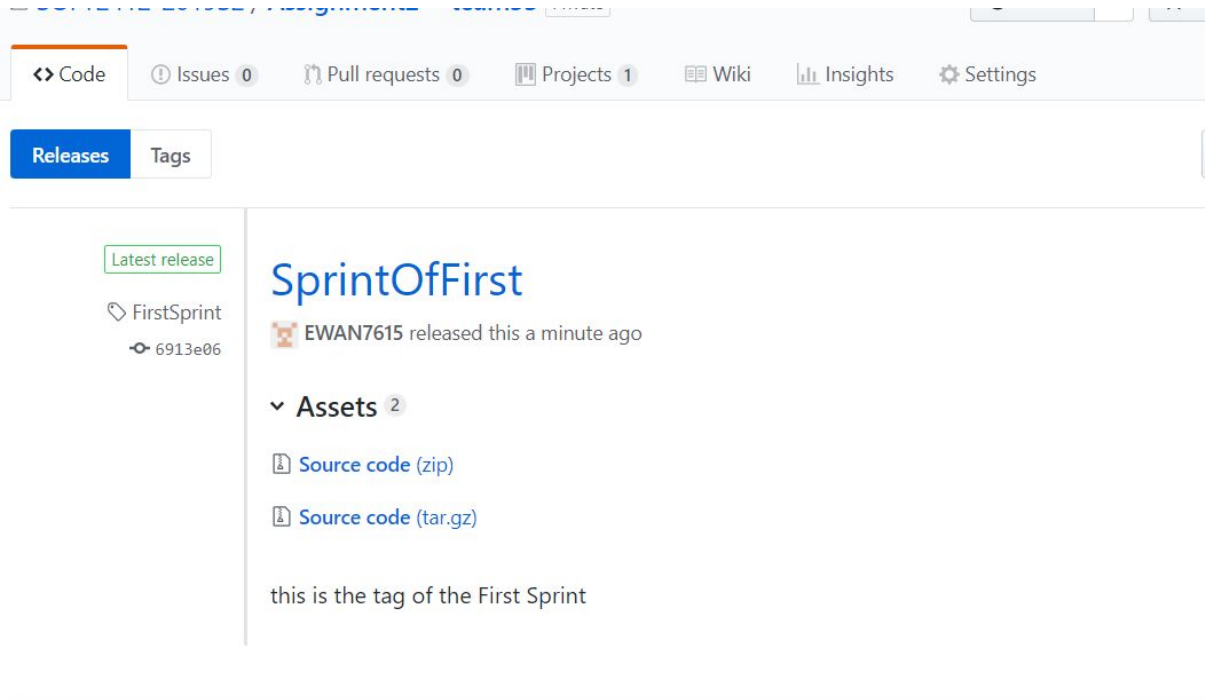 Code Issues 0 Pull requests 0 Projects 1 Wiki Insights Settings
Releases Tags
Latest release
FirstSprint
6913e06
SprintOfFirst
EWAN7615 released this a minute ago
Assets 2
Source code (zip)
Source code (tar.gz)
this is the tag of the First Sprint